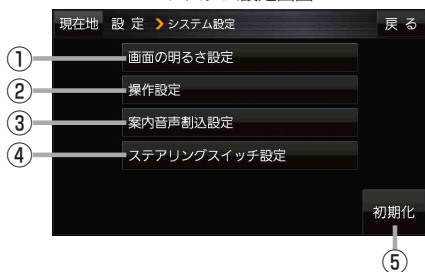 現在地 設 定 > システム設定 戻 る
① 画面の明るさ設定
② 操作設定
③ 案内音声割込設定
④ ステアリングスイッチ設定
初期化
⑤